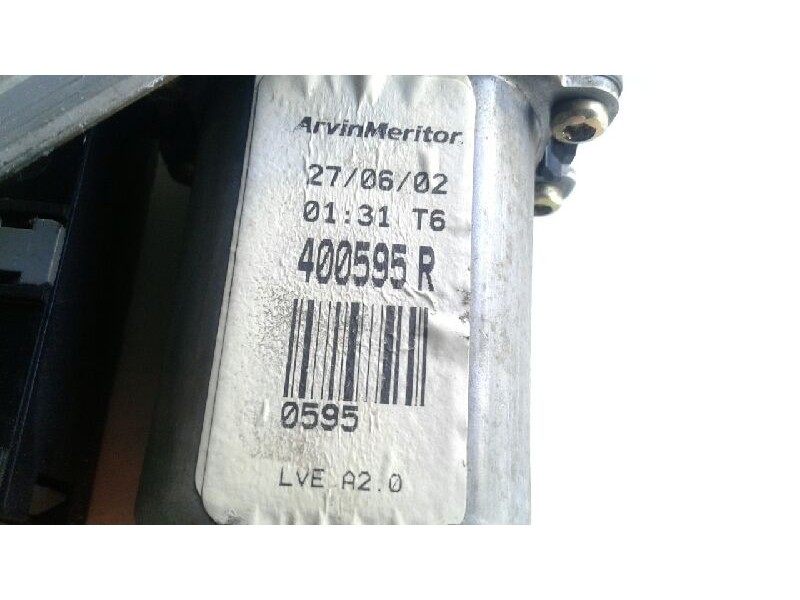 ArvinMeritor.
27/06/02
01:31 T6
400595 R
0595
LVE A2.0